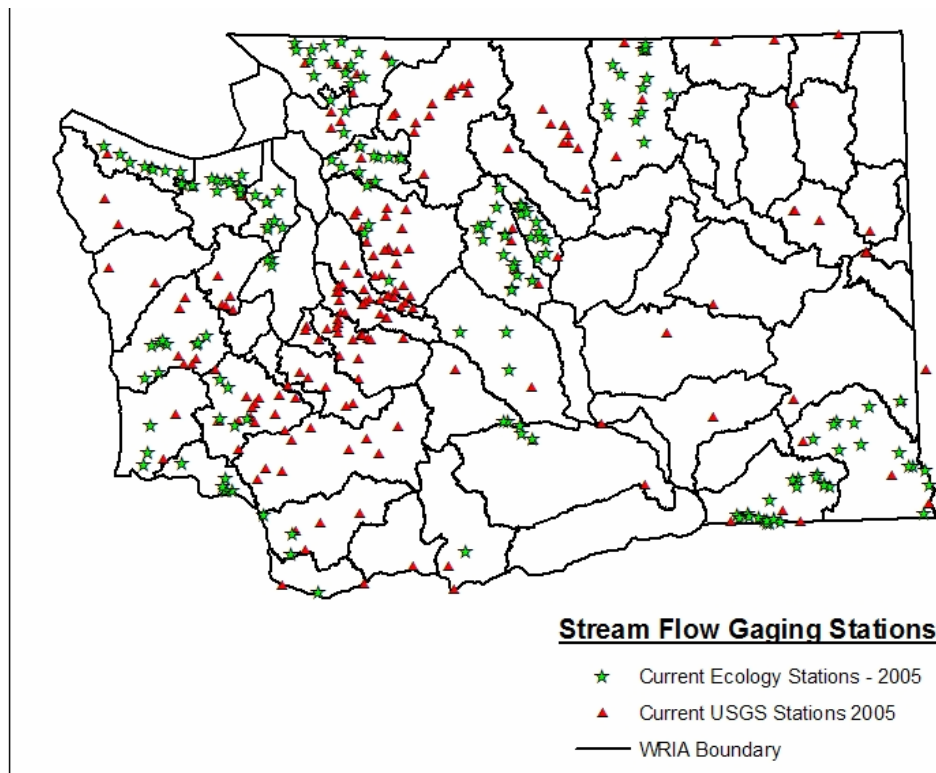 Stream Flow Gaging Stations
Current Ecology Stations - 2005
Current USGS Stations 2005
WRIA Boundary